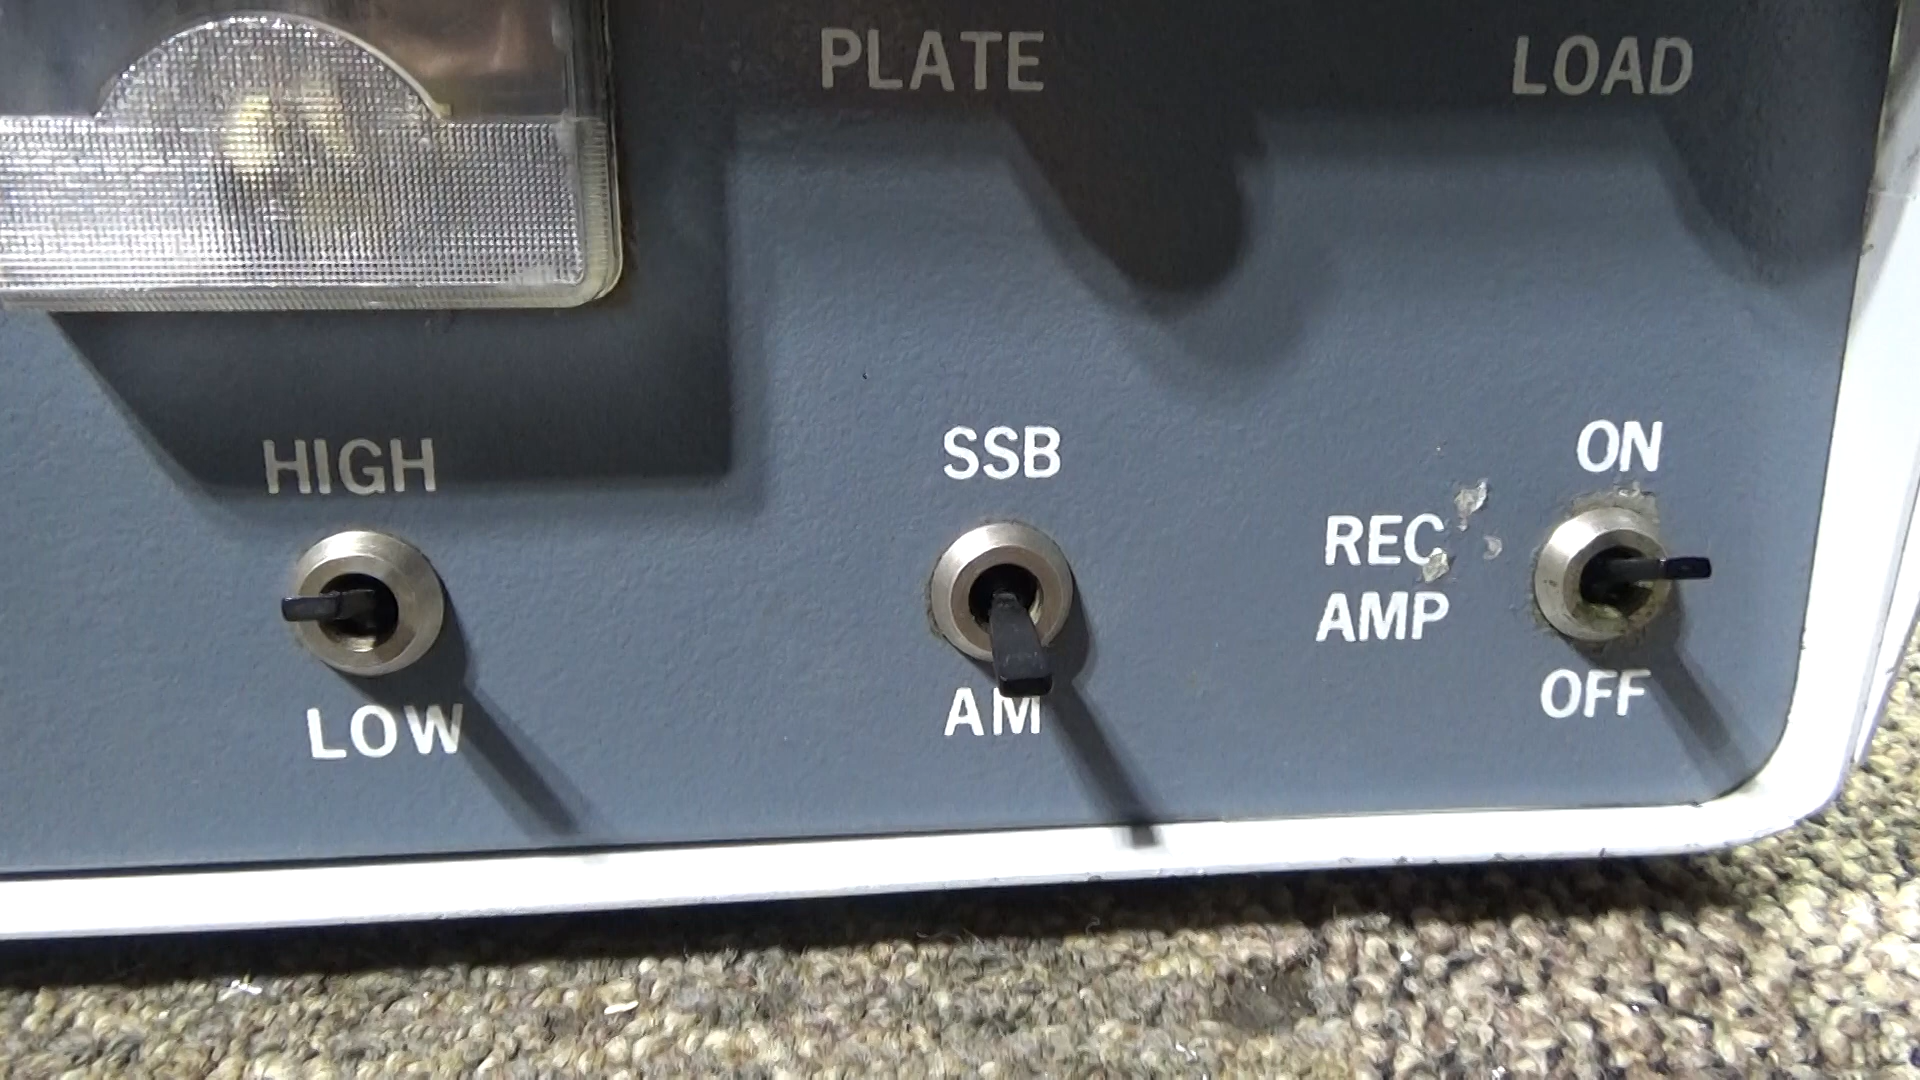 PLATE
LOAD
HIGH
LOW
SSB
AM
REC
AMP
ON
OFF